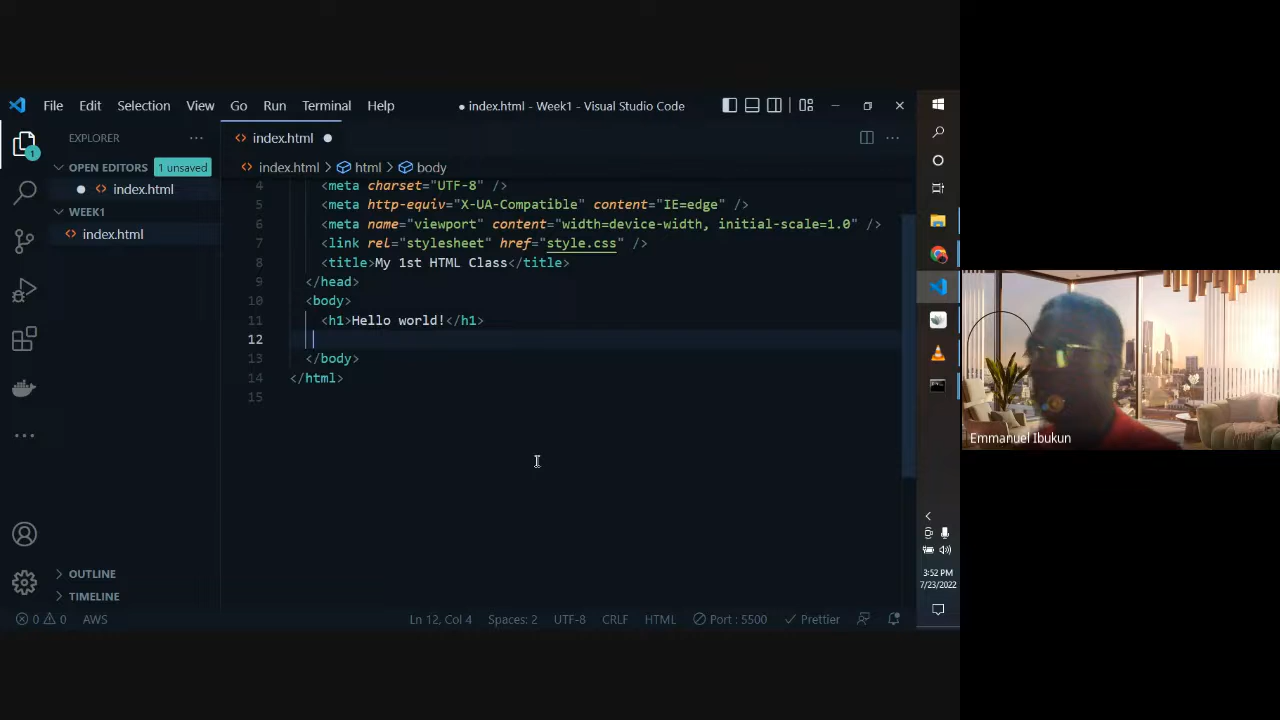 File Edit Selection View Go Run Terminal Help
● index.html - Week1 - Visual Studio Code
EXPLORER
index.html
OPEN EDITORS 1 unsaved
index.html > html > body
index.html
WEEK1
index.html
1
4 <meta charset="UTF-8" />
5 <meta http-equiv="X-UA-Compatible" content="IE=edge" />
6 <meta name="viewport" content="width=device-width, initial-scale=1.0" />
7 <link rel="stylesheet" href="style.css" />
8 <title>My 1st HTML Class</title>
9 </head>
10 <body>
11 <h1>Hello world!</h1>
12
13 </body>
14 </html>
15
Emmanuel Ibukun
OUTLINE
TIMELINE
3:52 PM
7/23/2022
0 0 AWS Ln 12, Col 4 Spaces: 2 UTF-8 CRLF HTML Port : 5500 Prettier